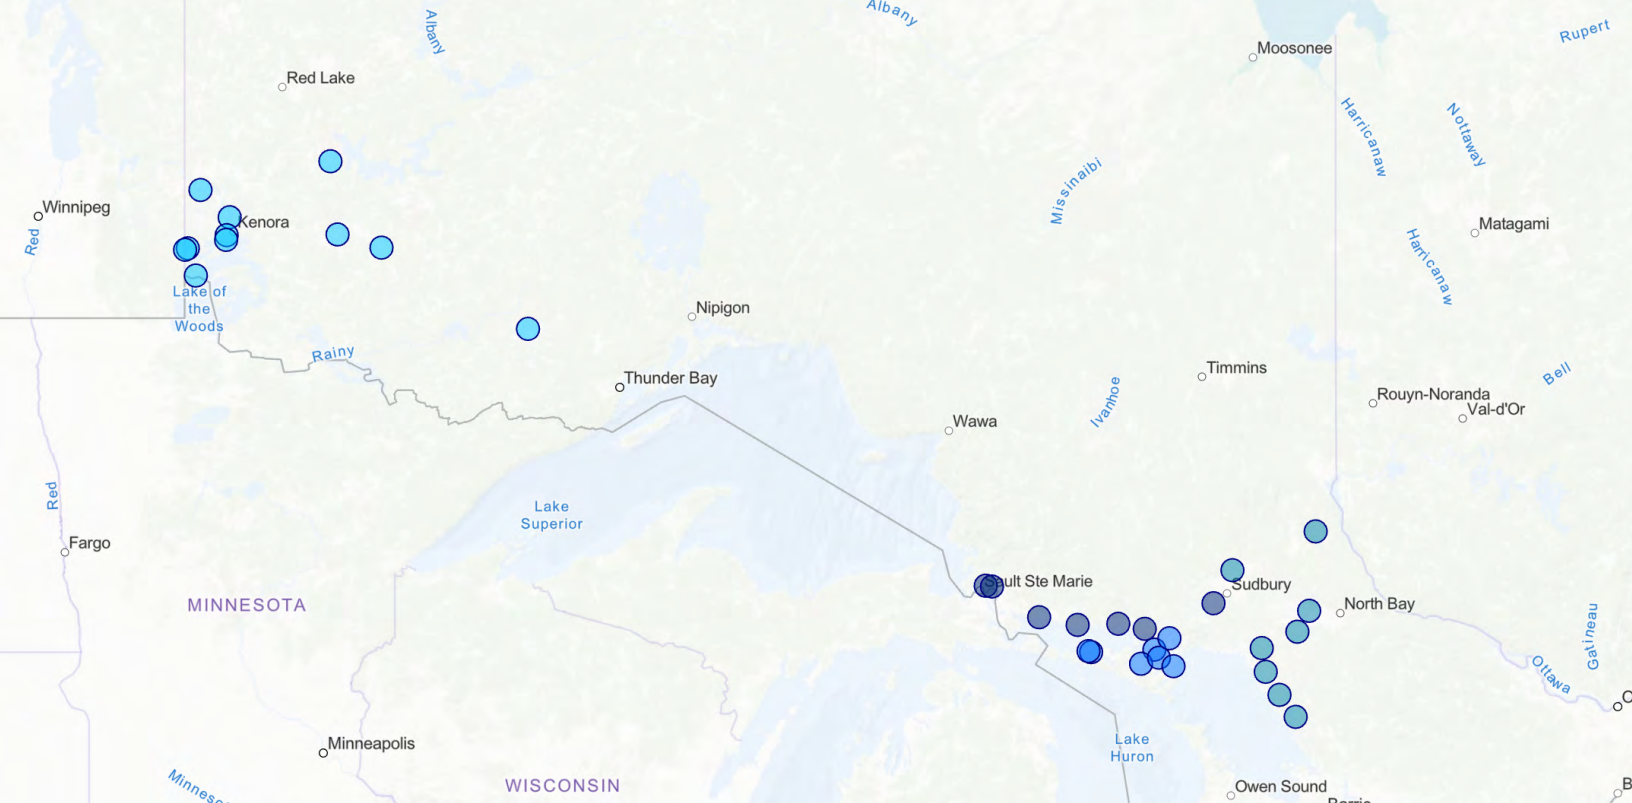 Albany
Albany
Rupert
Moosonee
Red Lake
Harricanaw
Nottaway
Missinaibi
Winnipeg
Kenora
Red
Matagami
Harricanaw
Lake of
the
Woods
Nipigon
Rainy
Thunder Bay
Timmins
Bell
Ivanhoe
Rouyn-Noranda
Val-d'Or
Wawa
Red
Lake
Superior
Fargo
Sault Ste Marie
Sudbury
MINNESOTA
North Bay
Gatineau
Ottawa
Minneapolis
Lake
Huron
WISCONSIN
Owen Sound